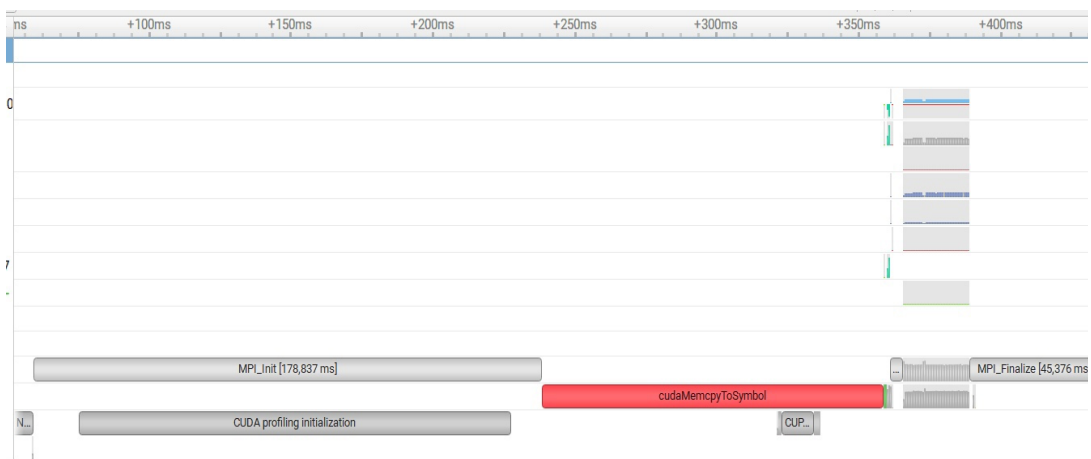 ns +100ms +150ms +200ms +250ms +300ms +350ms +400ms
0
7
MPI_Init [178,837 ms] ... MPI_Finalize [45,376 ms
cudaMemcpyToSymbol
N... CUDA profiling initialization CUP...